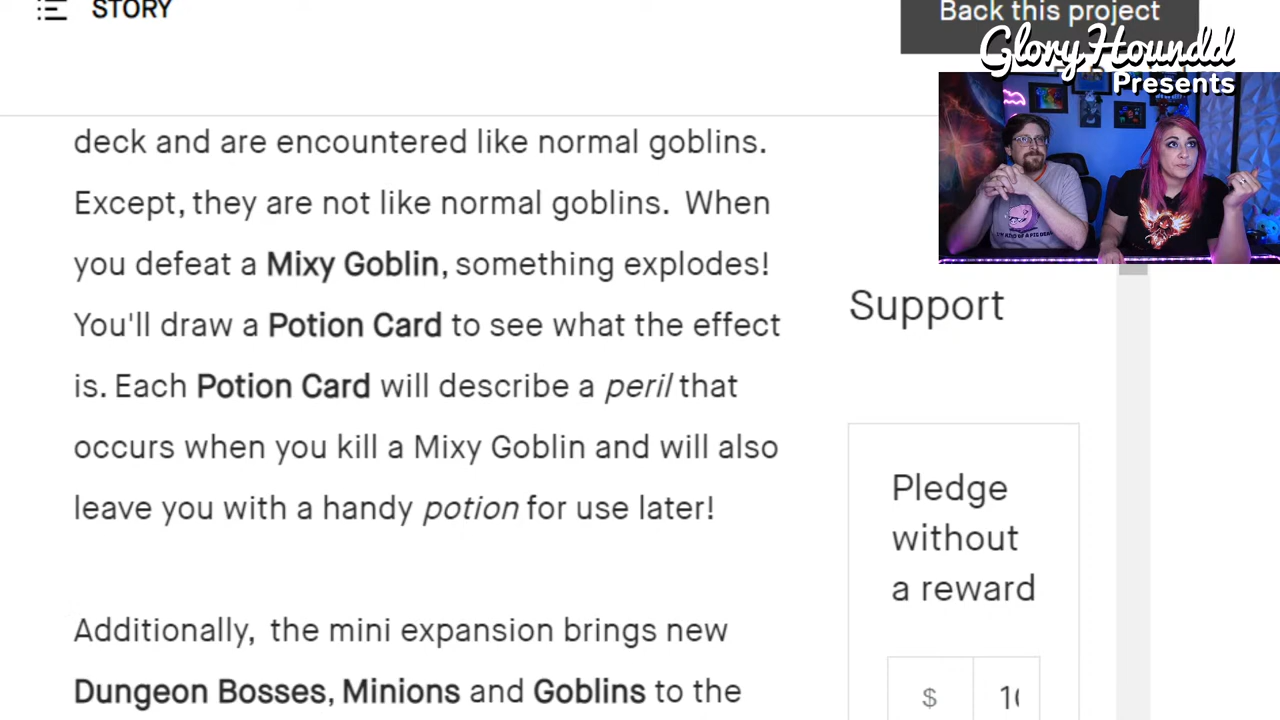 STORY
Back this project
GloryHoundd
Presents
deck and are encountered like normal goblins.
Except, they are not like normal goblins. When
you defeat a Mixy Goblin, something explodes!
You'll draw a Potion Card to see what the effect
is. Each Potion Card will describe a peril that
occurs when you kill a Mixy Goblin and will also
leave you with a handy potion for use later!
Additionally, the mini expansion brings new
Dungeon Bosses, Minions and Goblins to the
Support
Pledge
without
a reward
$